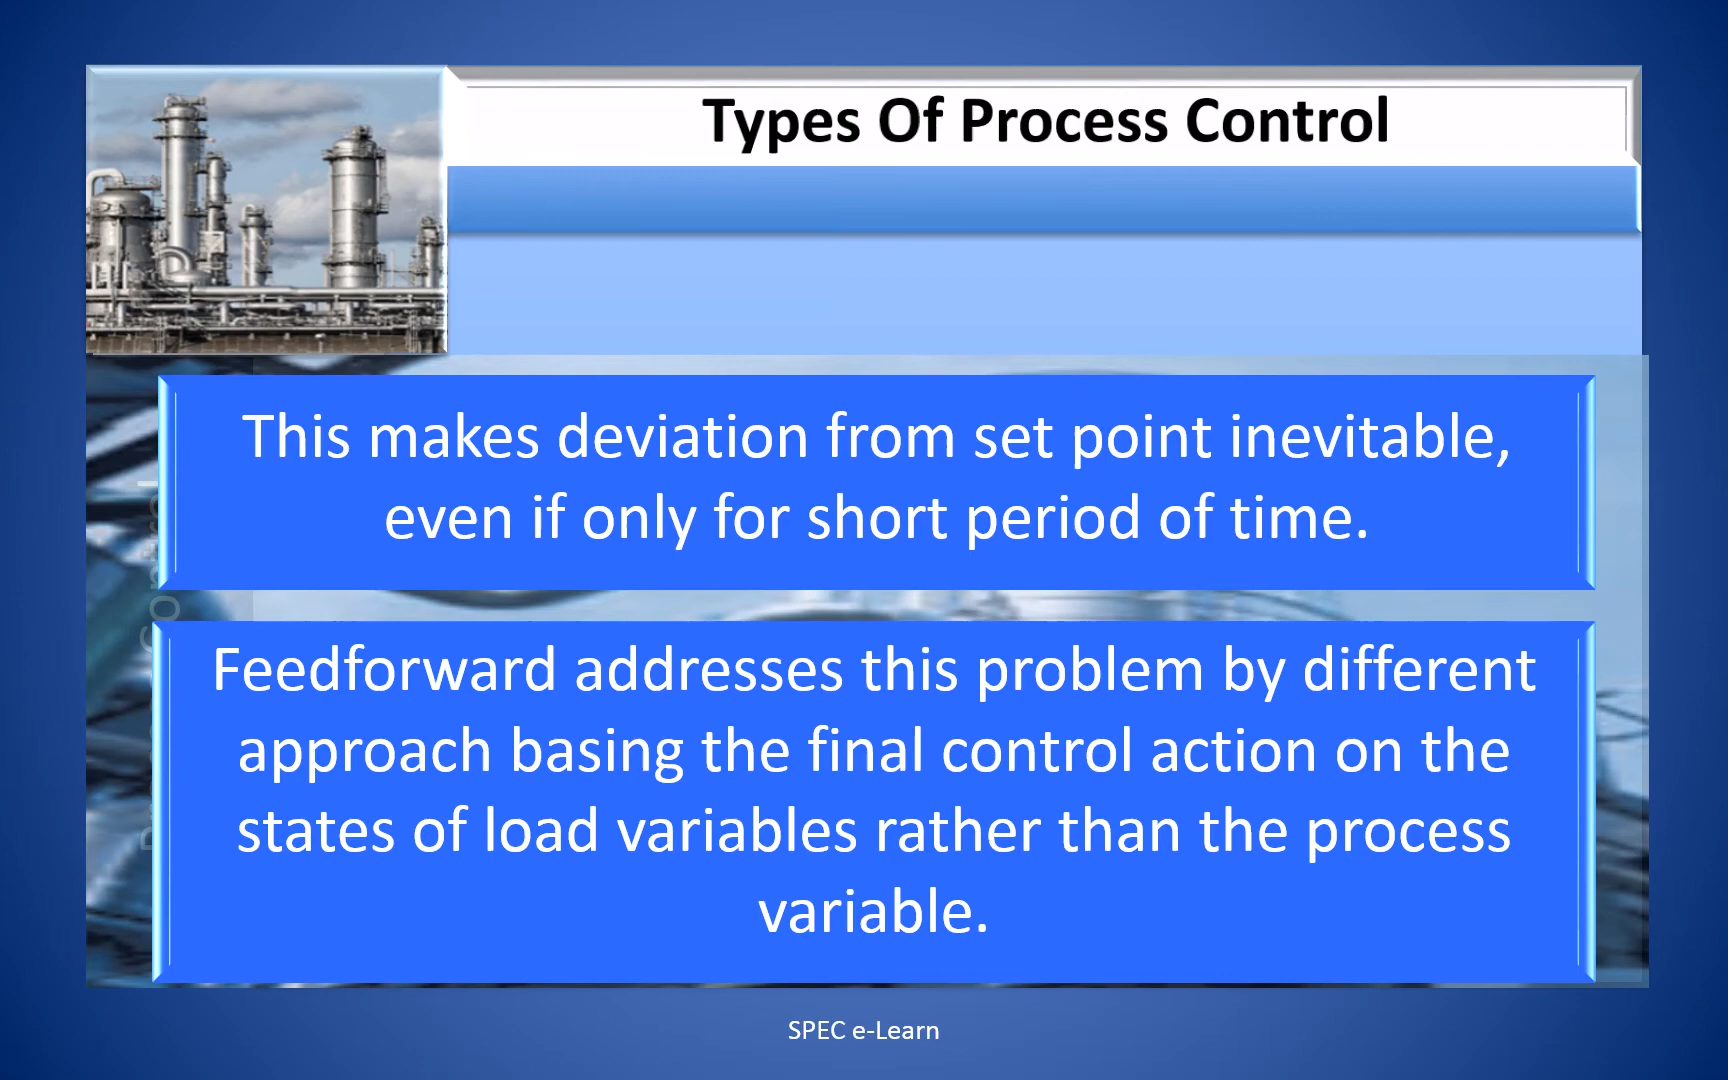 Types Of Process Control
This makes deviation from set point inevitable,
even if only for short period of time.
Feedforward addresses this problem by different
approach basing the final control action on the
states of load variables rather than the process
variable.
SPEC e-Learn